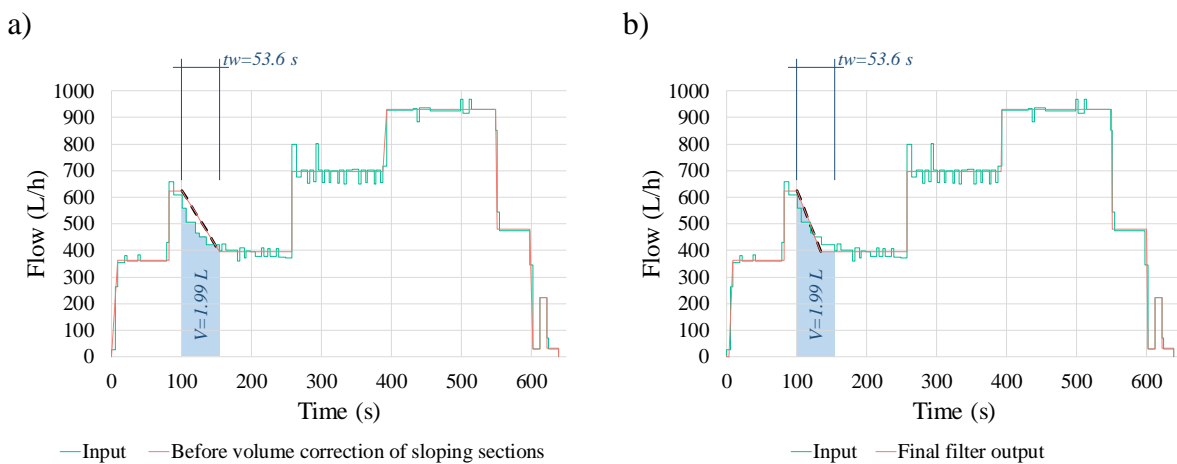 a)
tw=53.6 s
1000
900
800
700
600
500
400
300
200
100
0
Flow (L/h)
V=1.99 L
0 100 200 300 400 500 600
Time (s)
Input Before volume correction of sloping sections
b)
tw=53.6 s
1000
900
800
700
600
500
400
300
200
100
0
Flow (L/h)
V=1.99 L
0 100 200 300 400 500 600
Time (s)
Input Final filter output